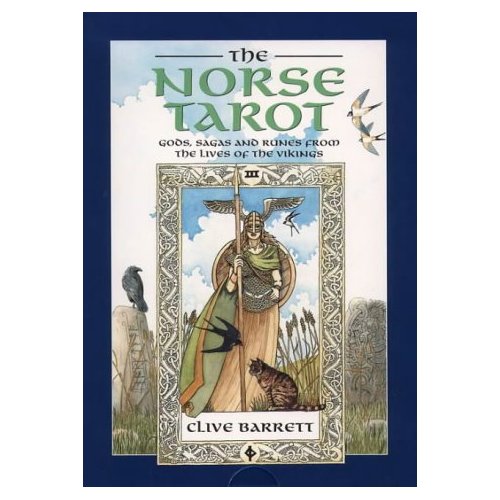 THE
NORSE
TAROT
GODS, SAGAS AND RUNES FROM
THE LIVES OF THE VIKINGS
III
CLIVE BARRETT